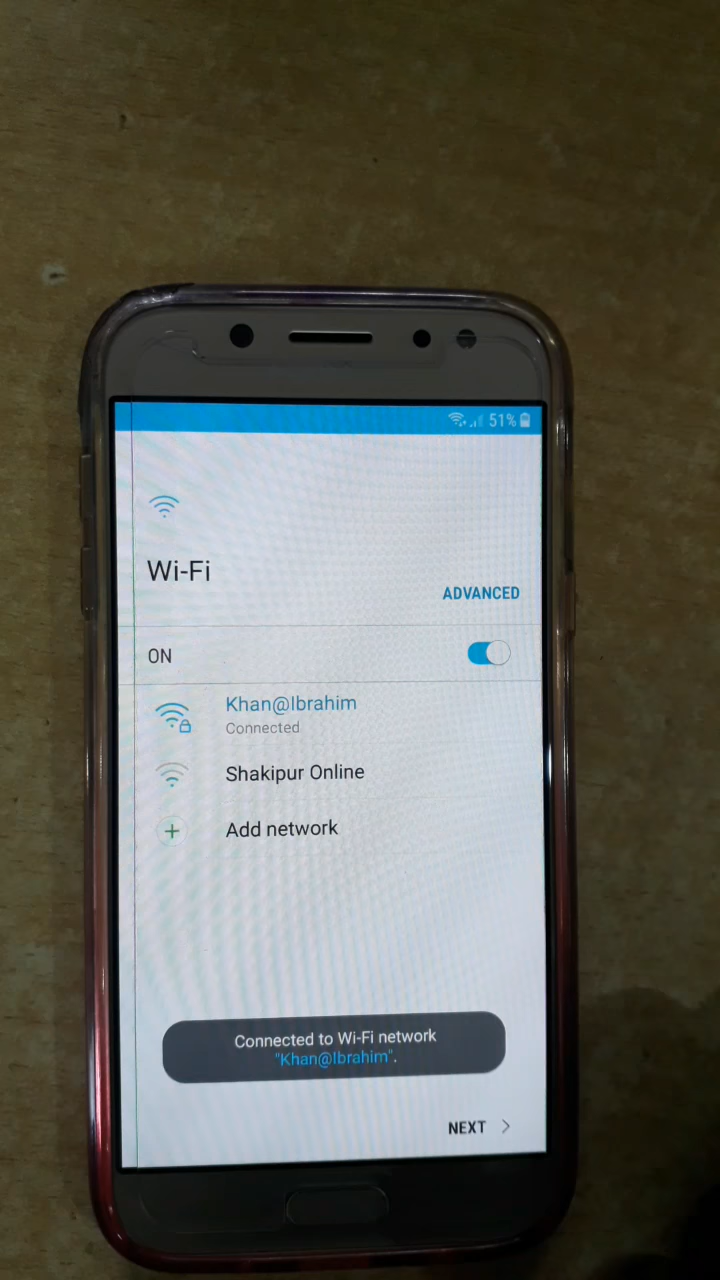 51%
Wi-Fi
ADVANCED
ON
Khan@Ibrahim
Connected
Shakipur Online
Add network
Connected to Wi-Fi network
"Khan@Ibrahim".
NEXT